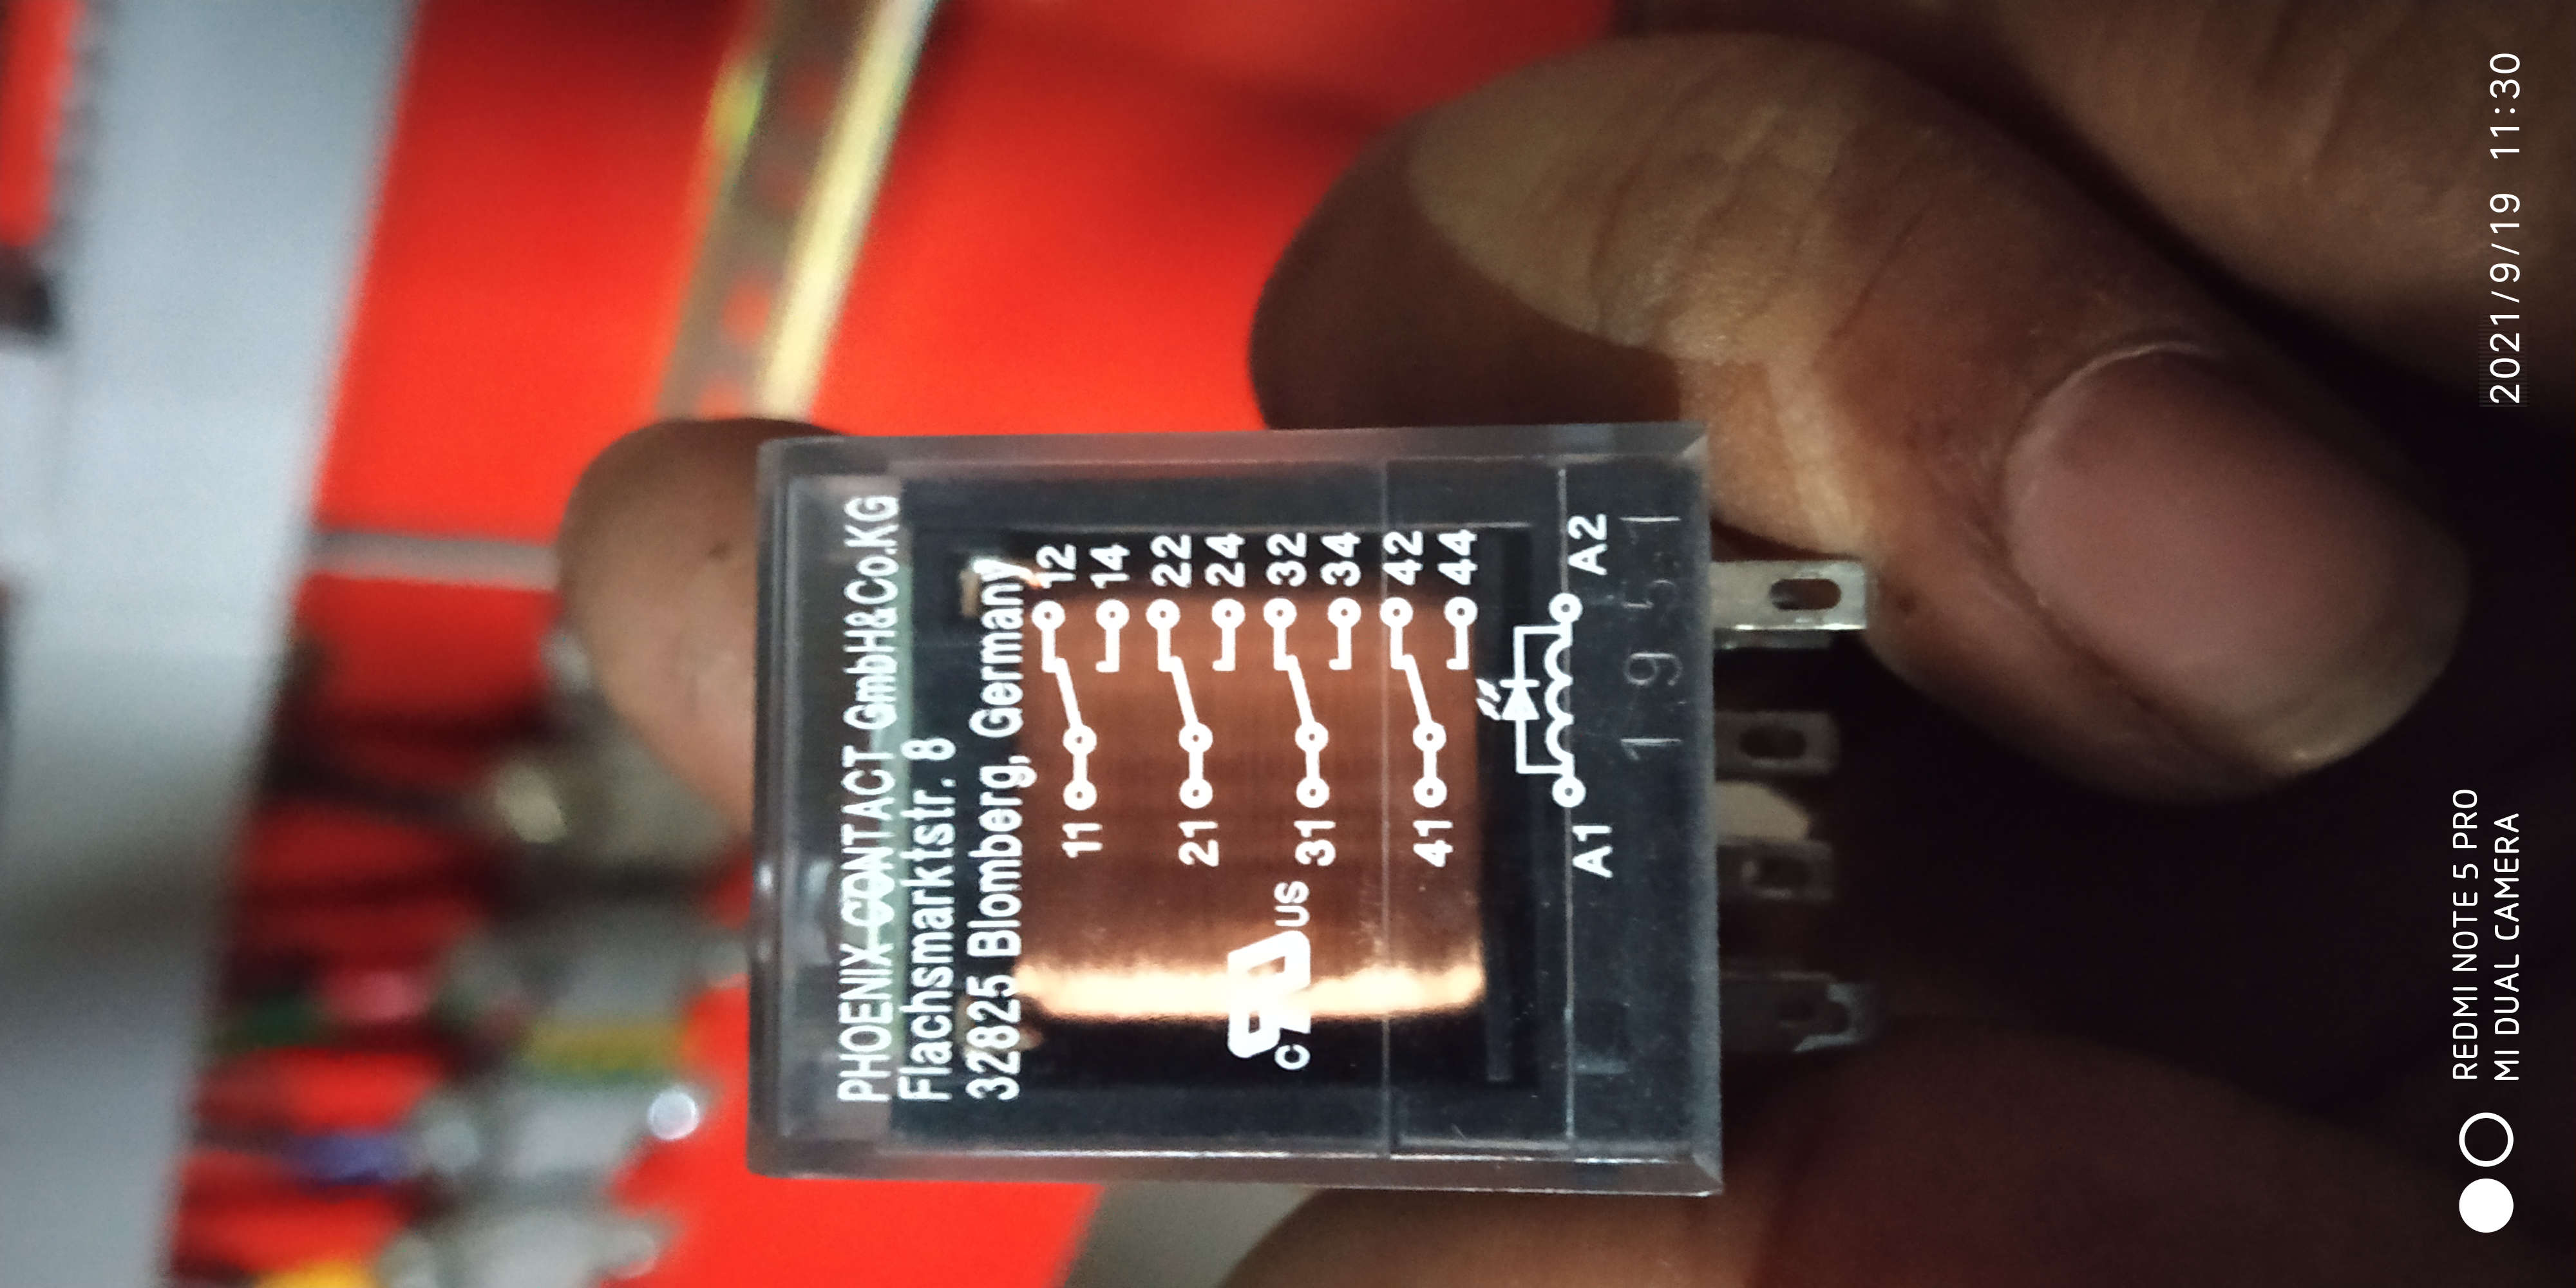 PHOENIX CONTACT GmbH&Co.KG
Flachsmarktstr. 8
32825 Blomberg, Germany
11 12
14
21 22
24
c RU US
31 32
34
41 42
44
A1 A2
1951
REDMI NOTE 5 PRO
MI DUAL CAMERA
2021/9/19 11:30